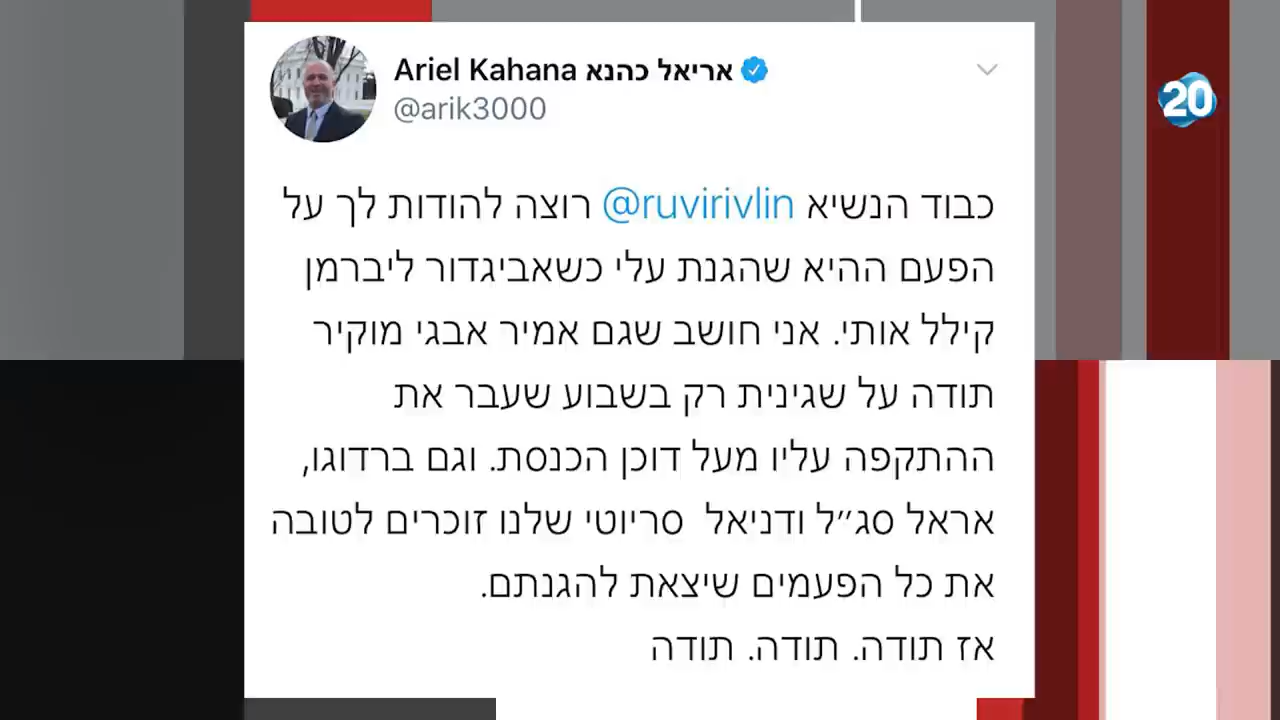 Ariel Kahana אריאל כהנא
@arik3000
20
כבוד הנשיא @ruvirivlin רוצה להודות לך על
הפעם ההיא שהגנת עלי כשאביגדור ליברמן
קילל אותי. אני חושב שגם אמיר אבגי מוקיר
תודה על שגינית רק בשבוע שעבר את
ההתקפה עליו מעל דוכן הכנסת. וגם ברדוגו,
אראל סג״ל ודניאל  סריוטי שלנו זוכרים לטובה
את כל הפעמים שיצאת להגנתם.
אז תודה. תודה. תודה